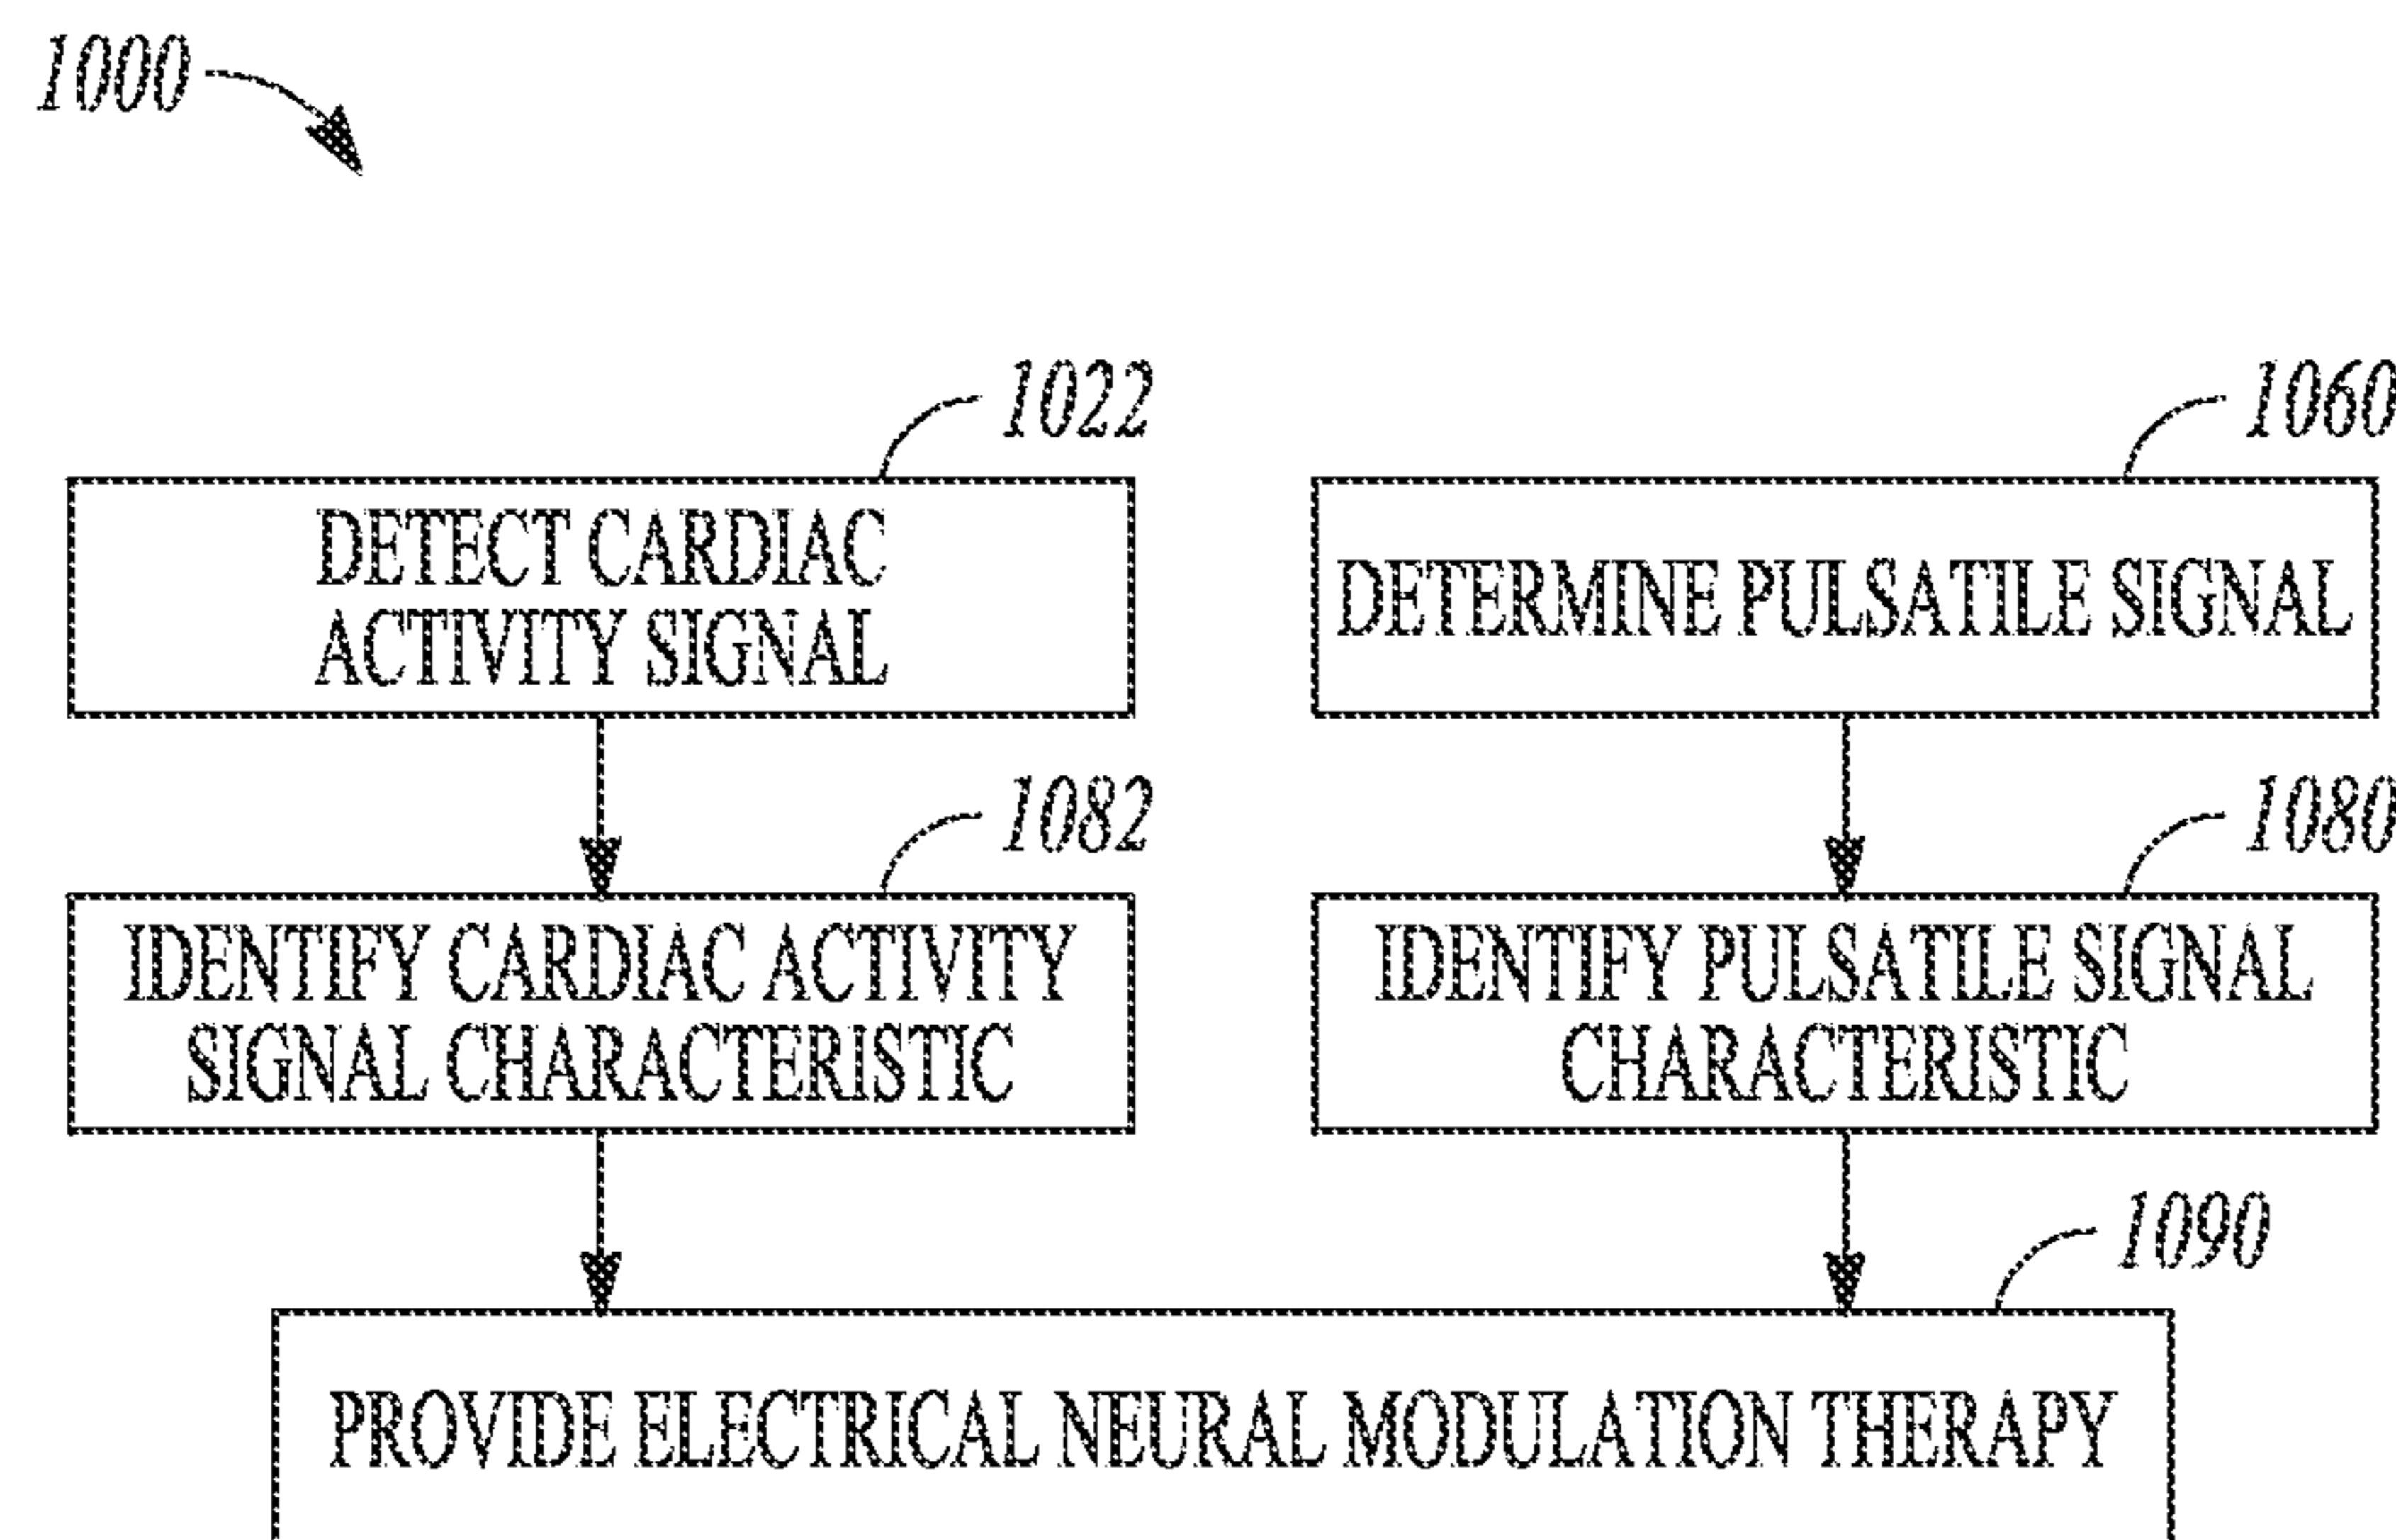 1000
1022
1060
DETECT CARDIAC
ACTIVITY SIGNAL
DETERMINE PULSATILE SIGNAL
1082
1080
IDENTIFY CARDIAC ACTIVITY
SIGNAL CHARACTERISTIC
IDENTIFY PULSATILE SIGNAL
CHARACTERISTIC
1090
PROVIDE ELECTRICAL NEURAL MODULATION THERAPY